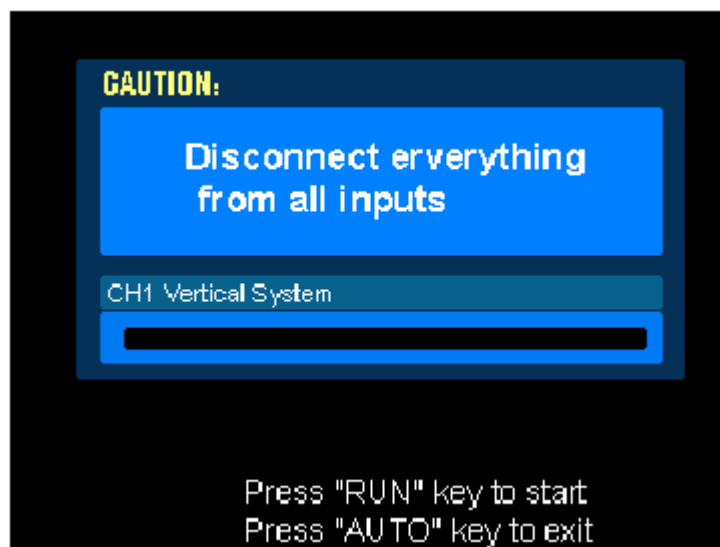 CAUTION:
Disconnect erverything
from all inputs
CH1 Vertical System
Press "RUN" key to start
Press "AUTO" key to exit